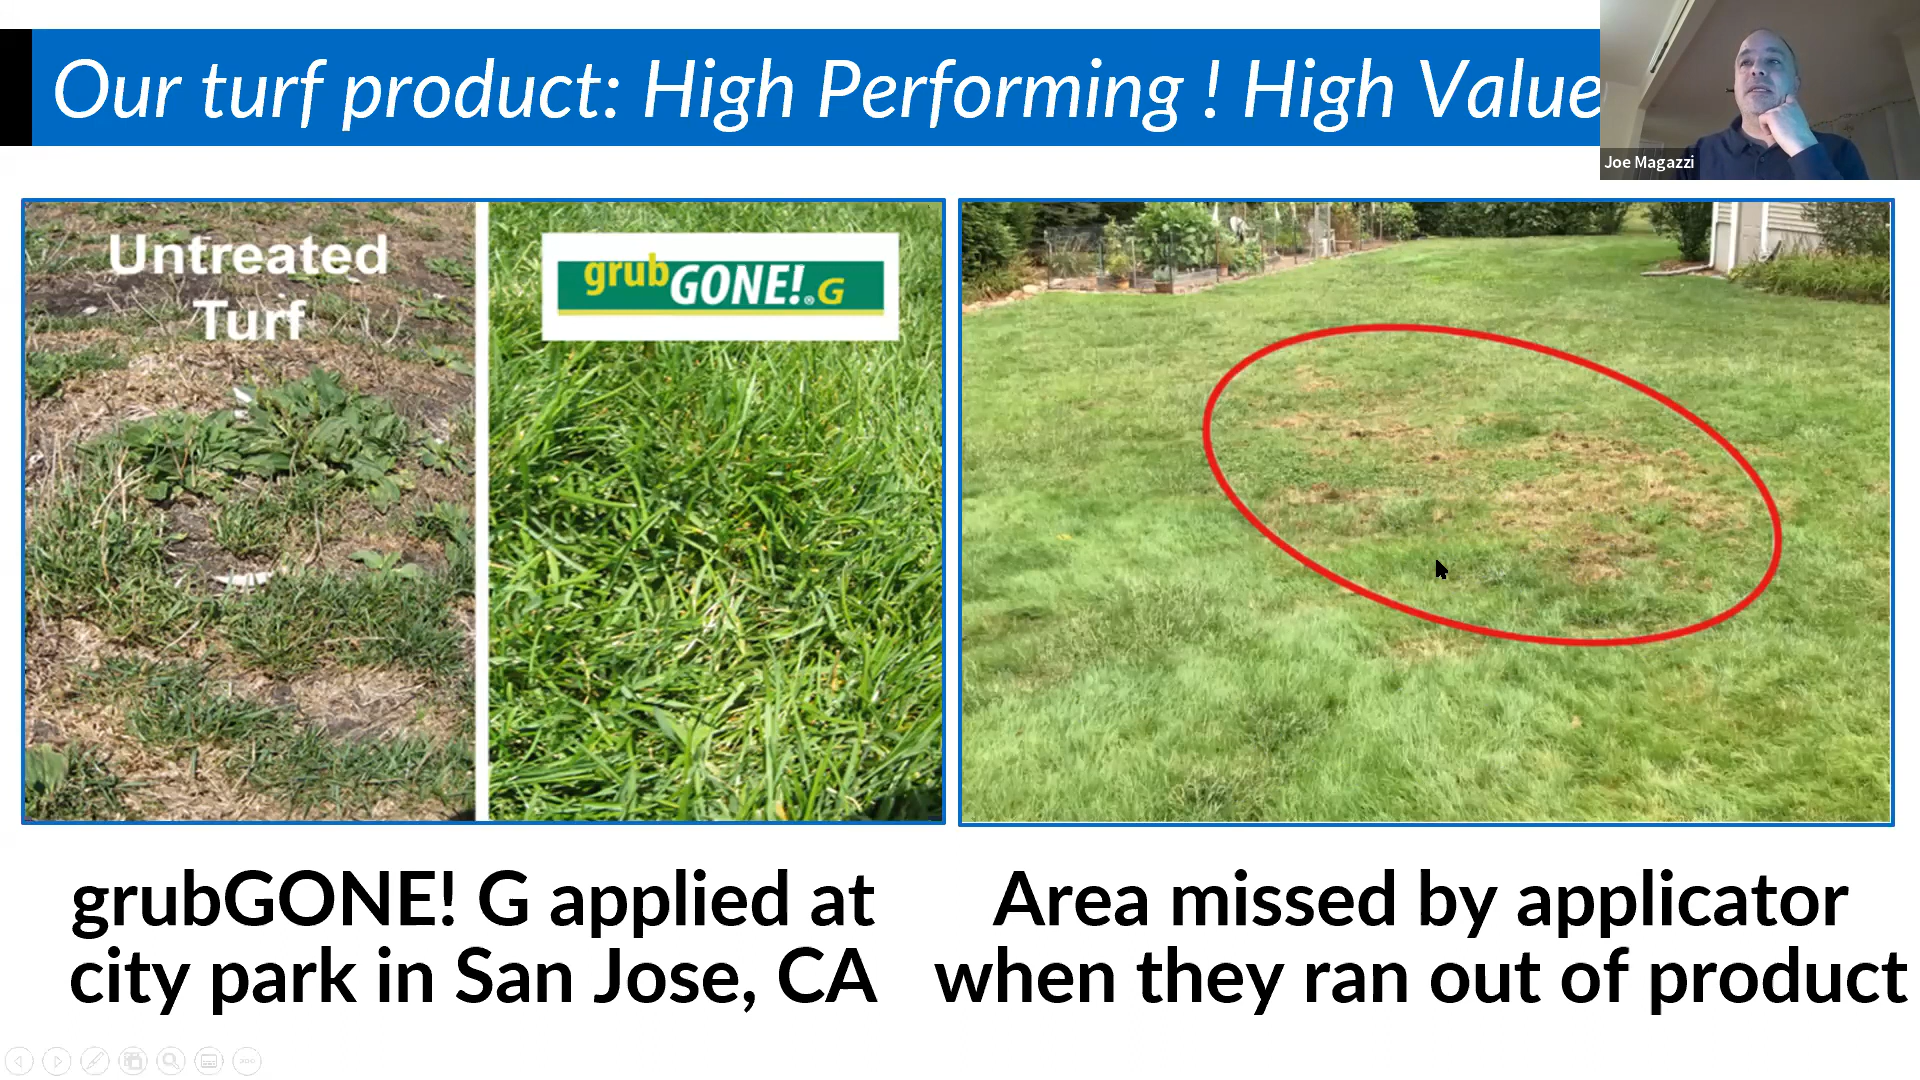 Our turf product: High Performing ! High Value
Joe Magazzi
Untreated
Turf
grubGONE!® G
grubGONE! G applied at
city park in San Jose, CA
Area missed by applicator
when they ran out of product